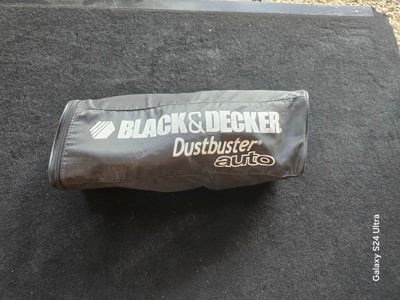 BLACK&DECKER
Dustbuster®
auto
Galaxy S24 Ultra